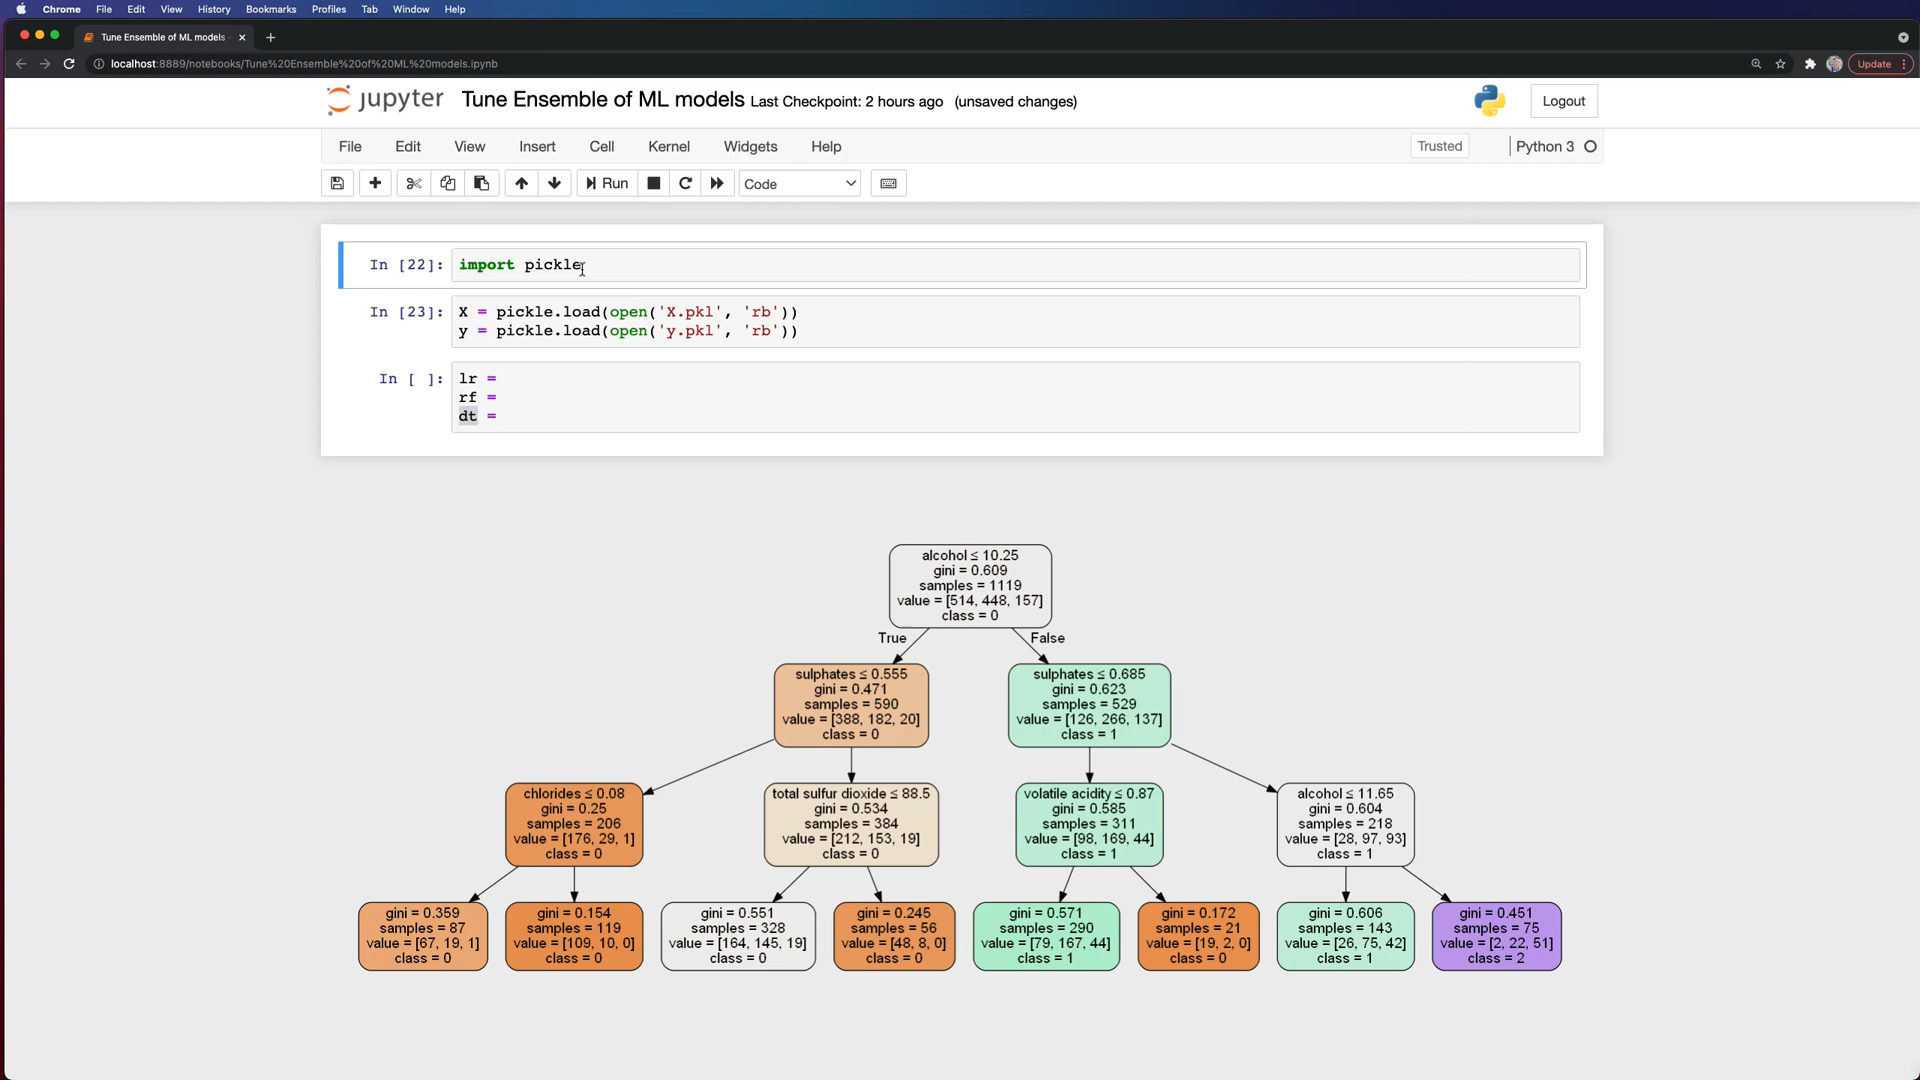 Chrome File Edit View History Bookmarks Profiles Tab Window Help
Tune Ensemble of ML models -
localhost:8889/notebooks/Tune%20Ensemble%20of%20ML%20models.ipynb
Update
jupyter Tune Ensemble of ML models Last Checkpoint: 2 hours ago (unsaved changes)
Logout
File Edit View Insert Cell Kernel Widgets Help
Trusted
Python 3
Run
Code
In [22]: import pickle
In [23]: X = pickle.load(open('X.pkl', 'rb'))
y = pickle.load(open('y.pkl', 'rb'))
In [ ]: lr =
rf =
dt =
alcohol ≤ 10.25
gini = 0.609
samples = 1119
value = [514, 448, 157]
class = 0
True
False
sulphates ≤ 0.555
gini = 0.471
samples = 590
value = [388, 182, 20]
class = 0
sulphates ≤ 0.685
gini = 0.623
samples = 529
value = [126, 266, 137]
class = 1
chlorides ≤ 0.08
gini = 0.25
samples = 206
value = [176, 29, 1]
class = 0
total sulfur dioxide ≤ 88.5
gini = 0.534
samples = 384
value = [212, 153, 19]
class = 0
volatile acidity ≤ 0.87
gini = 0.585
samples = 311
value = [98, 169, 44]
class = 1
alcohol ≤ 11.65
gini = 0.604
samples = 218
value = [28, 97, 93]
class = 1
gini = 0.359
samples = 87
value = [67, 19, 1]
class = 0
gini = 0.154
samples = 119
value = [109, 10, 0]
class = 0
gini = 0.551
samples = 328
value = [164, 145, 19]
class = 0
gini = 0.245
samples = 56
value = [48, 8, 0]
class = 0
gini = 0.571
samples = 290
value = [79, 167, 44]
class = 1
gini = 0.172
samples = 21
value = [19, 2, 0]
class = 0
gini = 0.606
samples = 143
value = [26, 75, 42]
class = 1
gini = 0.451
samples = 75
value = [2, 22, 51]
class = 2